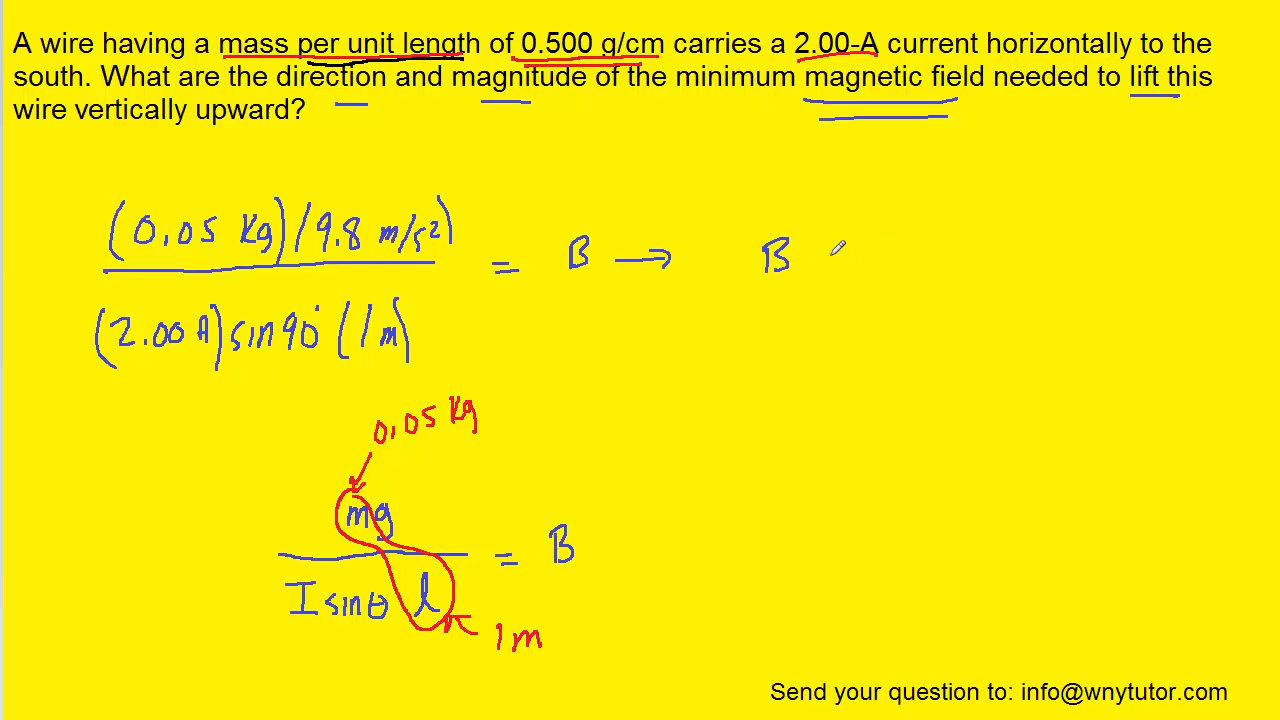 A wire having a mass per unit length of 0.500 g/cm carries a 2.00-A current horizontally to the
south. What are the direction and magnitude of the minimum magnetic field needed to lift this
wire vertically upward?
(0.05 Kg)(9.8 m/s²)
= B → B
(2.00 A) sin 90° (1 m)
0.05 Kg
mg
= B
I sin θ l
1 m
Send your question to: info@wnytutor.com